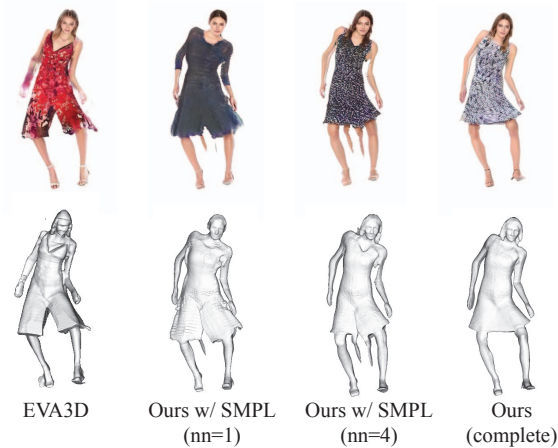 EVA3D Ours w/ SMPL Ours w/ SMPL Ours
(nn=1) (nn=4) (complete)